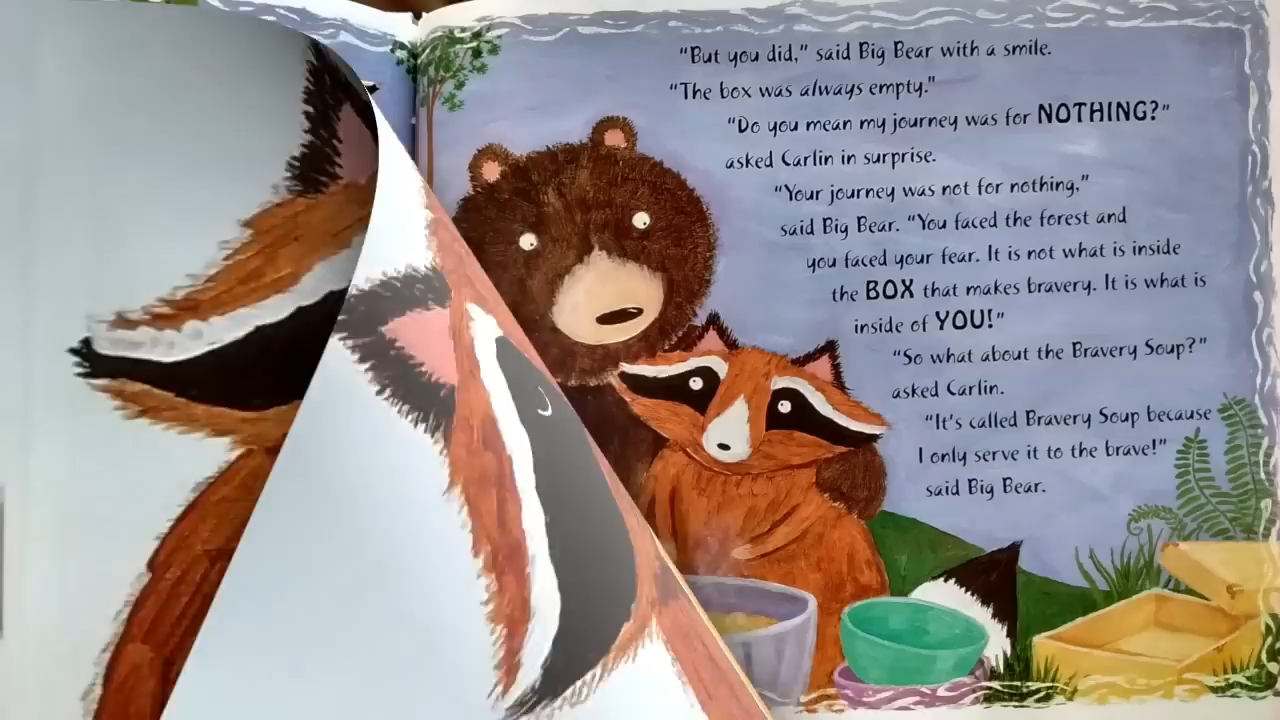 "But you did," said Big Bear with a smile.
"The box was always empty."
"Do you mean my journey was for NOTHING?"
asked Carlin in surprise.
"Your journey was not for nothing,"
said Big Bear. "You faced the forest and
you faced your fear. It is not what is inside
the BOX that makes bravery. It is what is
inside of YOU!"
"So what about the Bravery Soup?"
asked Carlin.
"It's called Bravery Soup because
I only serve it to the brave!"
said Big Bear.